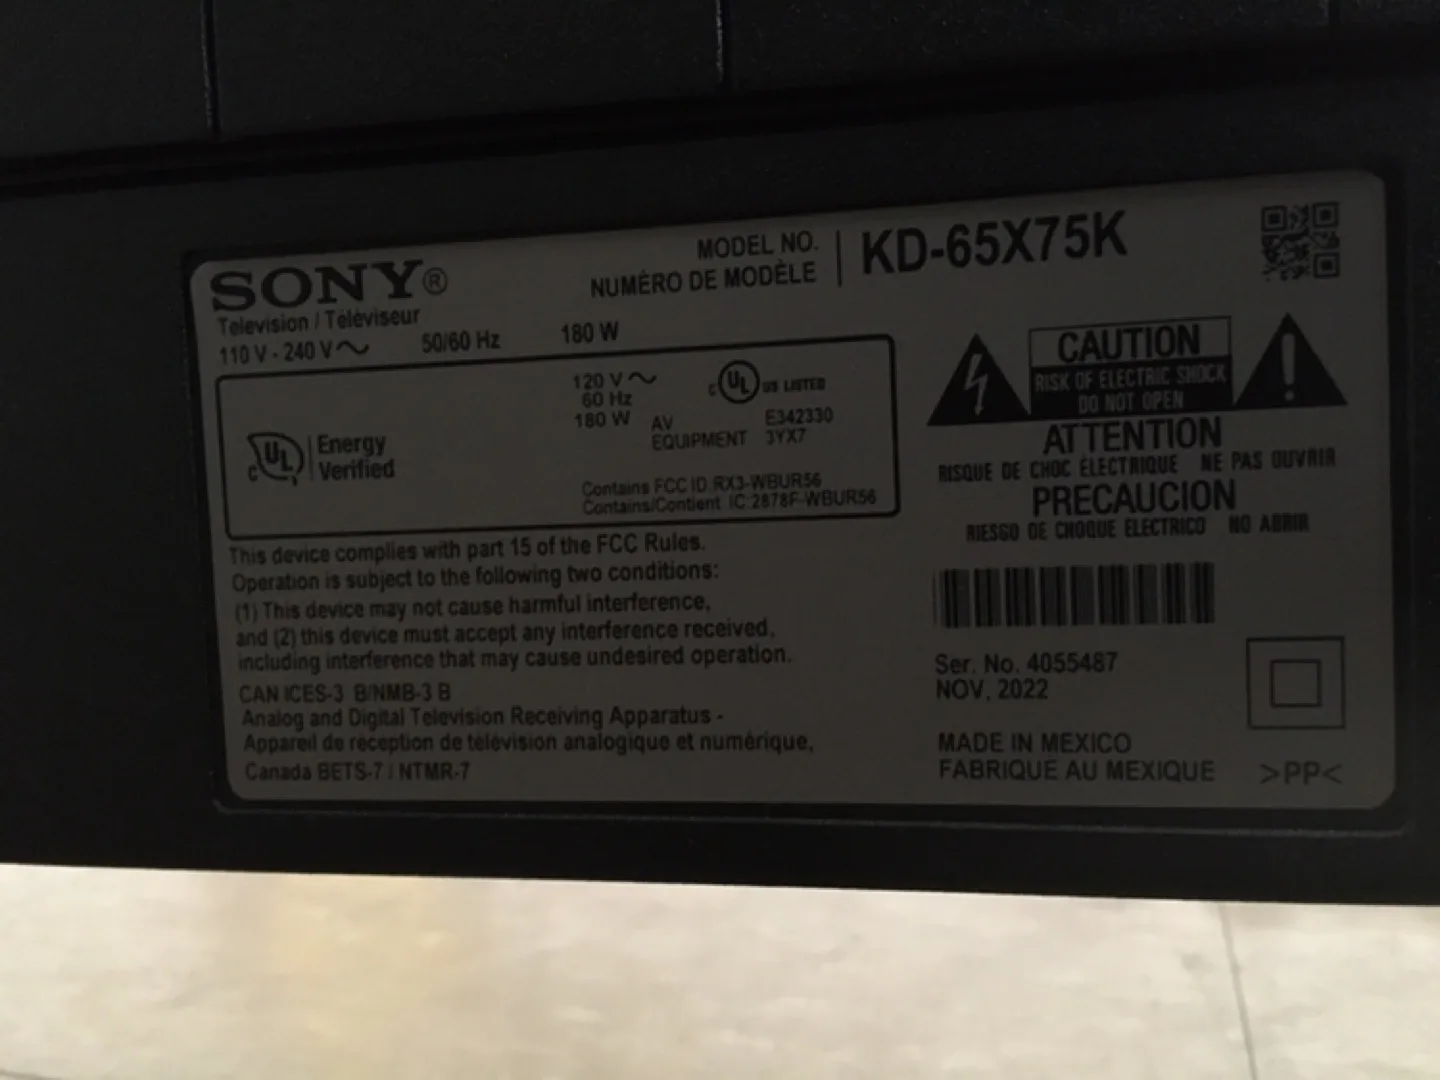 SONY®
MODEL NO.
NUMÉRO DE MODÈLE
KD-65X75K
Television / Téléviseur
110 V - 240 V~ 50/60 Hz 180 W
120 V~
60 Hz
180 W
AV
EQUIPMENT
c UL US LISTED
E342330
3YX7
c UL Energy
Verified
Contains FCC ID RX3-WBUR56
Contains/Contient IC:2878F-WBUR56
This device complies with part 15 of the FCC Rules.
Operation is subject to the following two conditions:
(1) This device may not cause harmful interference,
and (2) this device must accept any interference received,
including interference that may cause undesired operation.
CAN ICES-3 B/NMB-3 B
Analog and Digital Television Receiving Apparatus -
Appareil de réception de télévision analogique et numérique,
Canada BETS-7 / NTMR-7
CAUTION
RISK OF ELECTRIC SHOCK
DO NOT OPEN
ATTENTION
RISQUE DE CHOC ÉLECTRIQUE NE PAS OUVRIR
PRECAUCION
RIESGO DE CHOQUE ELECTRICO NO ABRIR
Ser. No. 4055487
NOV, 2022
MADE IN MEXICO
FABRIQUE AU MEXIQUE
>PP<